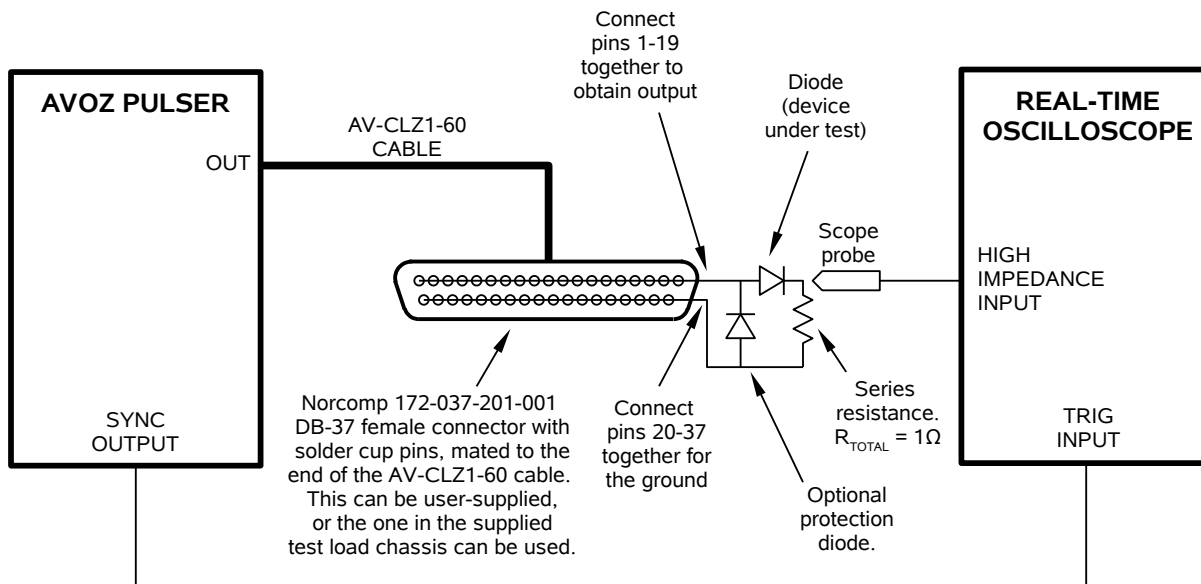 AVOZ PULSER
OUT
SYNC
OUTPUT
AV-CLZ1-60
CABLE
Connect
pins 1-19
together to
obtain output
Diode
(device
under test)
Scope
probe
REAL-TIME
OSCILLOSCOPE
HIGH
IMPEDANCE
INPUT
TRIG
INPUT
Norcomp 172-037-201-001
DB-37 female connector with
solder cup pins, mated to the
end of the AV-CLZ1-60 cable.
This can be user-supplied,
or the one in the supplied
test load chassis can be used.
Connect
pins 20-37
together for
the ground
Series
resistance.
R_TOTAL = 1Ω
Optional
protection
diode.